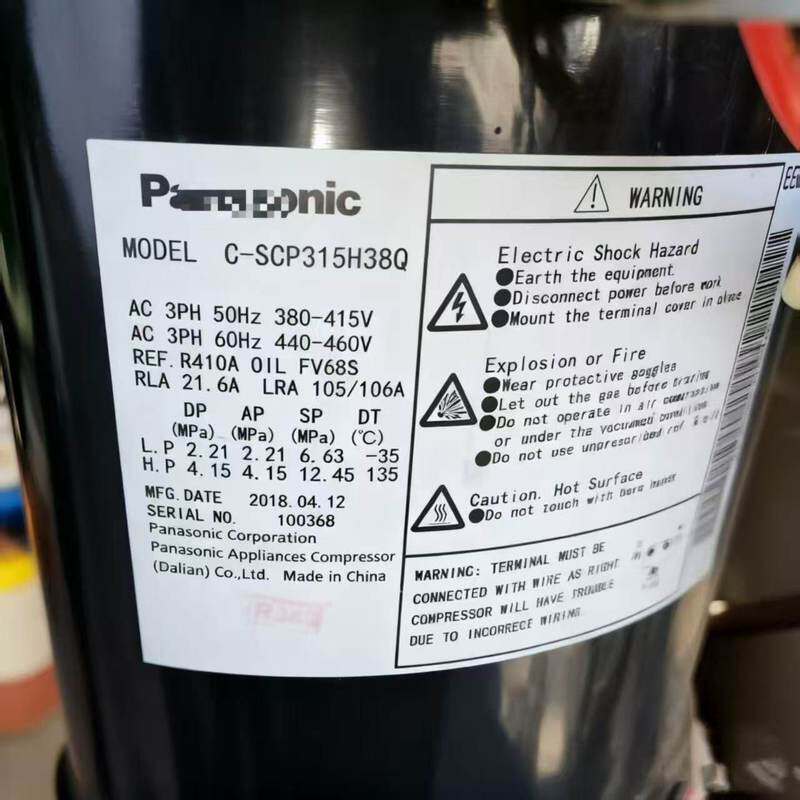 Panasonic
MODEL C-SCP315H38Q
AC 3PH 50Hz 380-415V
AC 3PH 60Hz 440-460V
REF. R410A OIL FV68S
RLA 21.6A LRA 105/106A
DP AP SP DT
(MPa) (MPa) (MPa) (℃)
L.P 2.21 2.21 6.63 -35
H.P 4.15 4.15 12.45 135
MFG.DATE 2018.04.12
SERIAL NO. 100368
Panasonic Corporation
Panasonic Appliances Compressor
(Dalian) Co.,Ltd. Made in China
WARNING
Electric Shock Hazard
●Earth the equipment.
●Disconnect power before work
●Mount the terminal cover in place
Explosion or Fire
●Wear protective goggles
●Let out the gas before brazing
●Do not operate in air
or under the vacuumed
●Do not use ref.
Caution. Hot Surface
●Do not touch with bare hands
WARNING: TERMINAL MUST BE
CONNECTED WITH WIRE AS RIGHT
COMPRESSOR WILL HAVE TROUBLE
DUE TO INCORRECE WIRING.